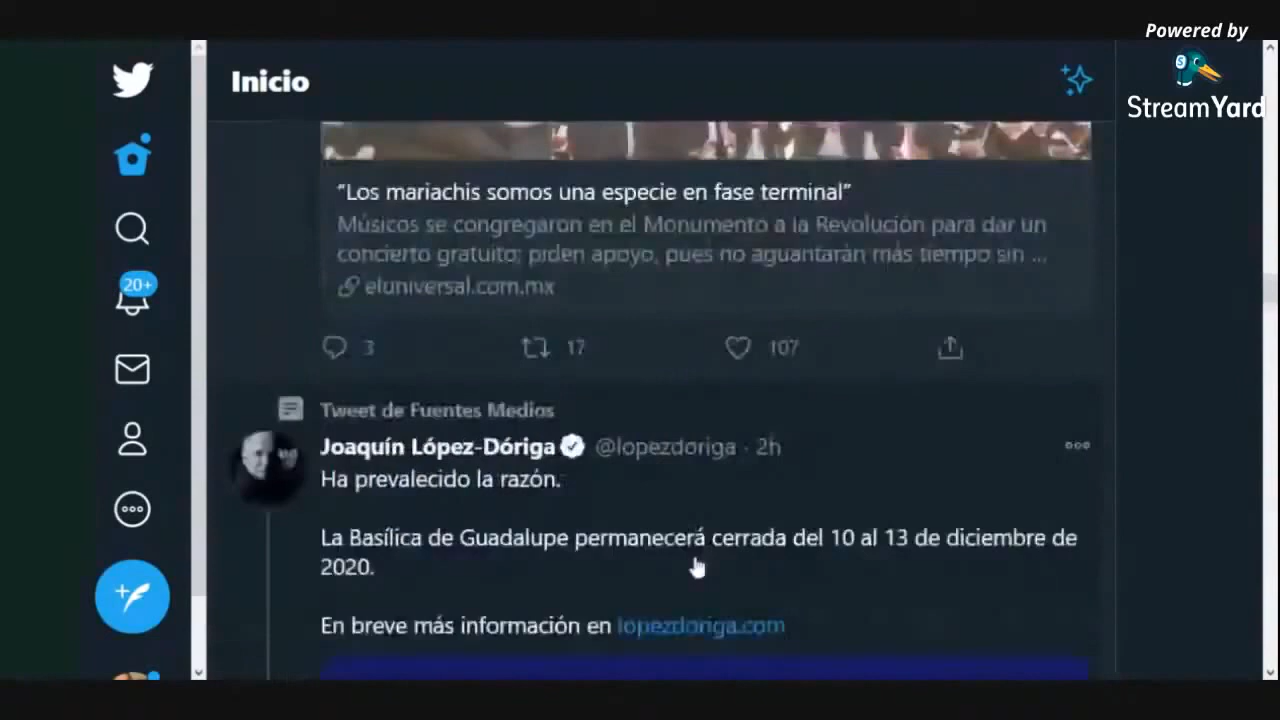 Powered by
StreamYard
Inicio
“Los mariachis somos una especie en fase terminal”
Músicos se congregaron en el Monumento a la Revolución para dar un
concierto gratuito; piden apoyo, pues no aguantarán más tiempo sin ...
eluniversal.com.mx
20+
3 17 107
Tweet de Fuentes Medios
Joaquín López-Dóriga @lopezdoriga · 2h
Ha prevalecido la razón.
La Basílica de Guadalupe permanecerá cerrada del 10 al 13 de diciembre de
2020.
En breve más información en lopezdoriga.com